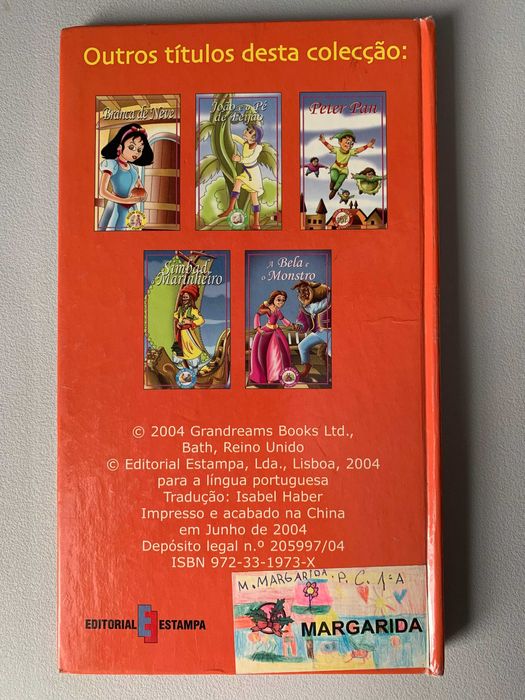 Outros títulos desta colecção:
Branca de Neve
João e o Pé
de Feijão
Peter Pan
Simbad,
o Marinheiro
A Bela e
o Monstro
© 2004 Grandreams Books Ltd.,
Bath, Reino Unido
© Editorial Estampa, Lda., Lisboa, 2004
para a língua portuguesa
Tradução: Isabel Haber
Impresso e acabado na China
em Junho de 2004
Depósito legal n.º 205997/04
ISBN 972-33-1973-X
EDITORIAL ESTAMPA
M. MARGARIDA. P. C. 1ºA
MARGARIDA